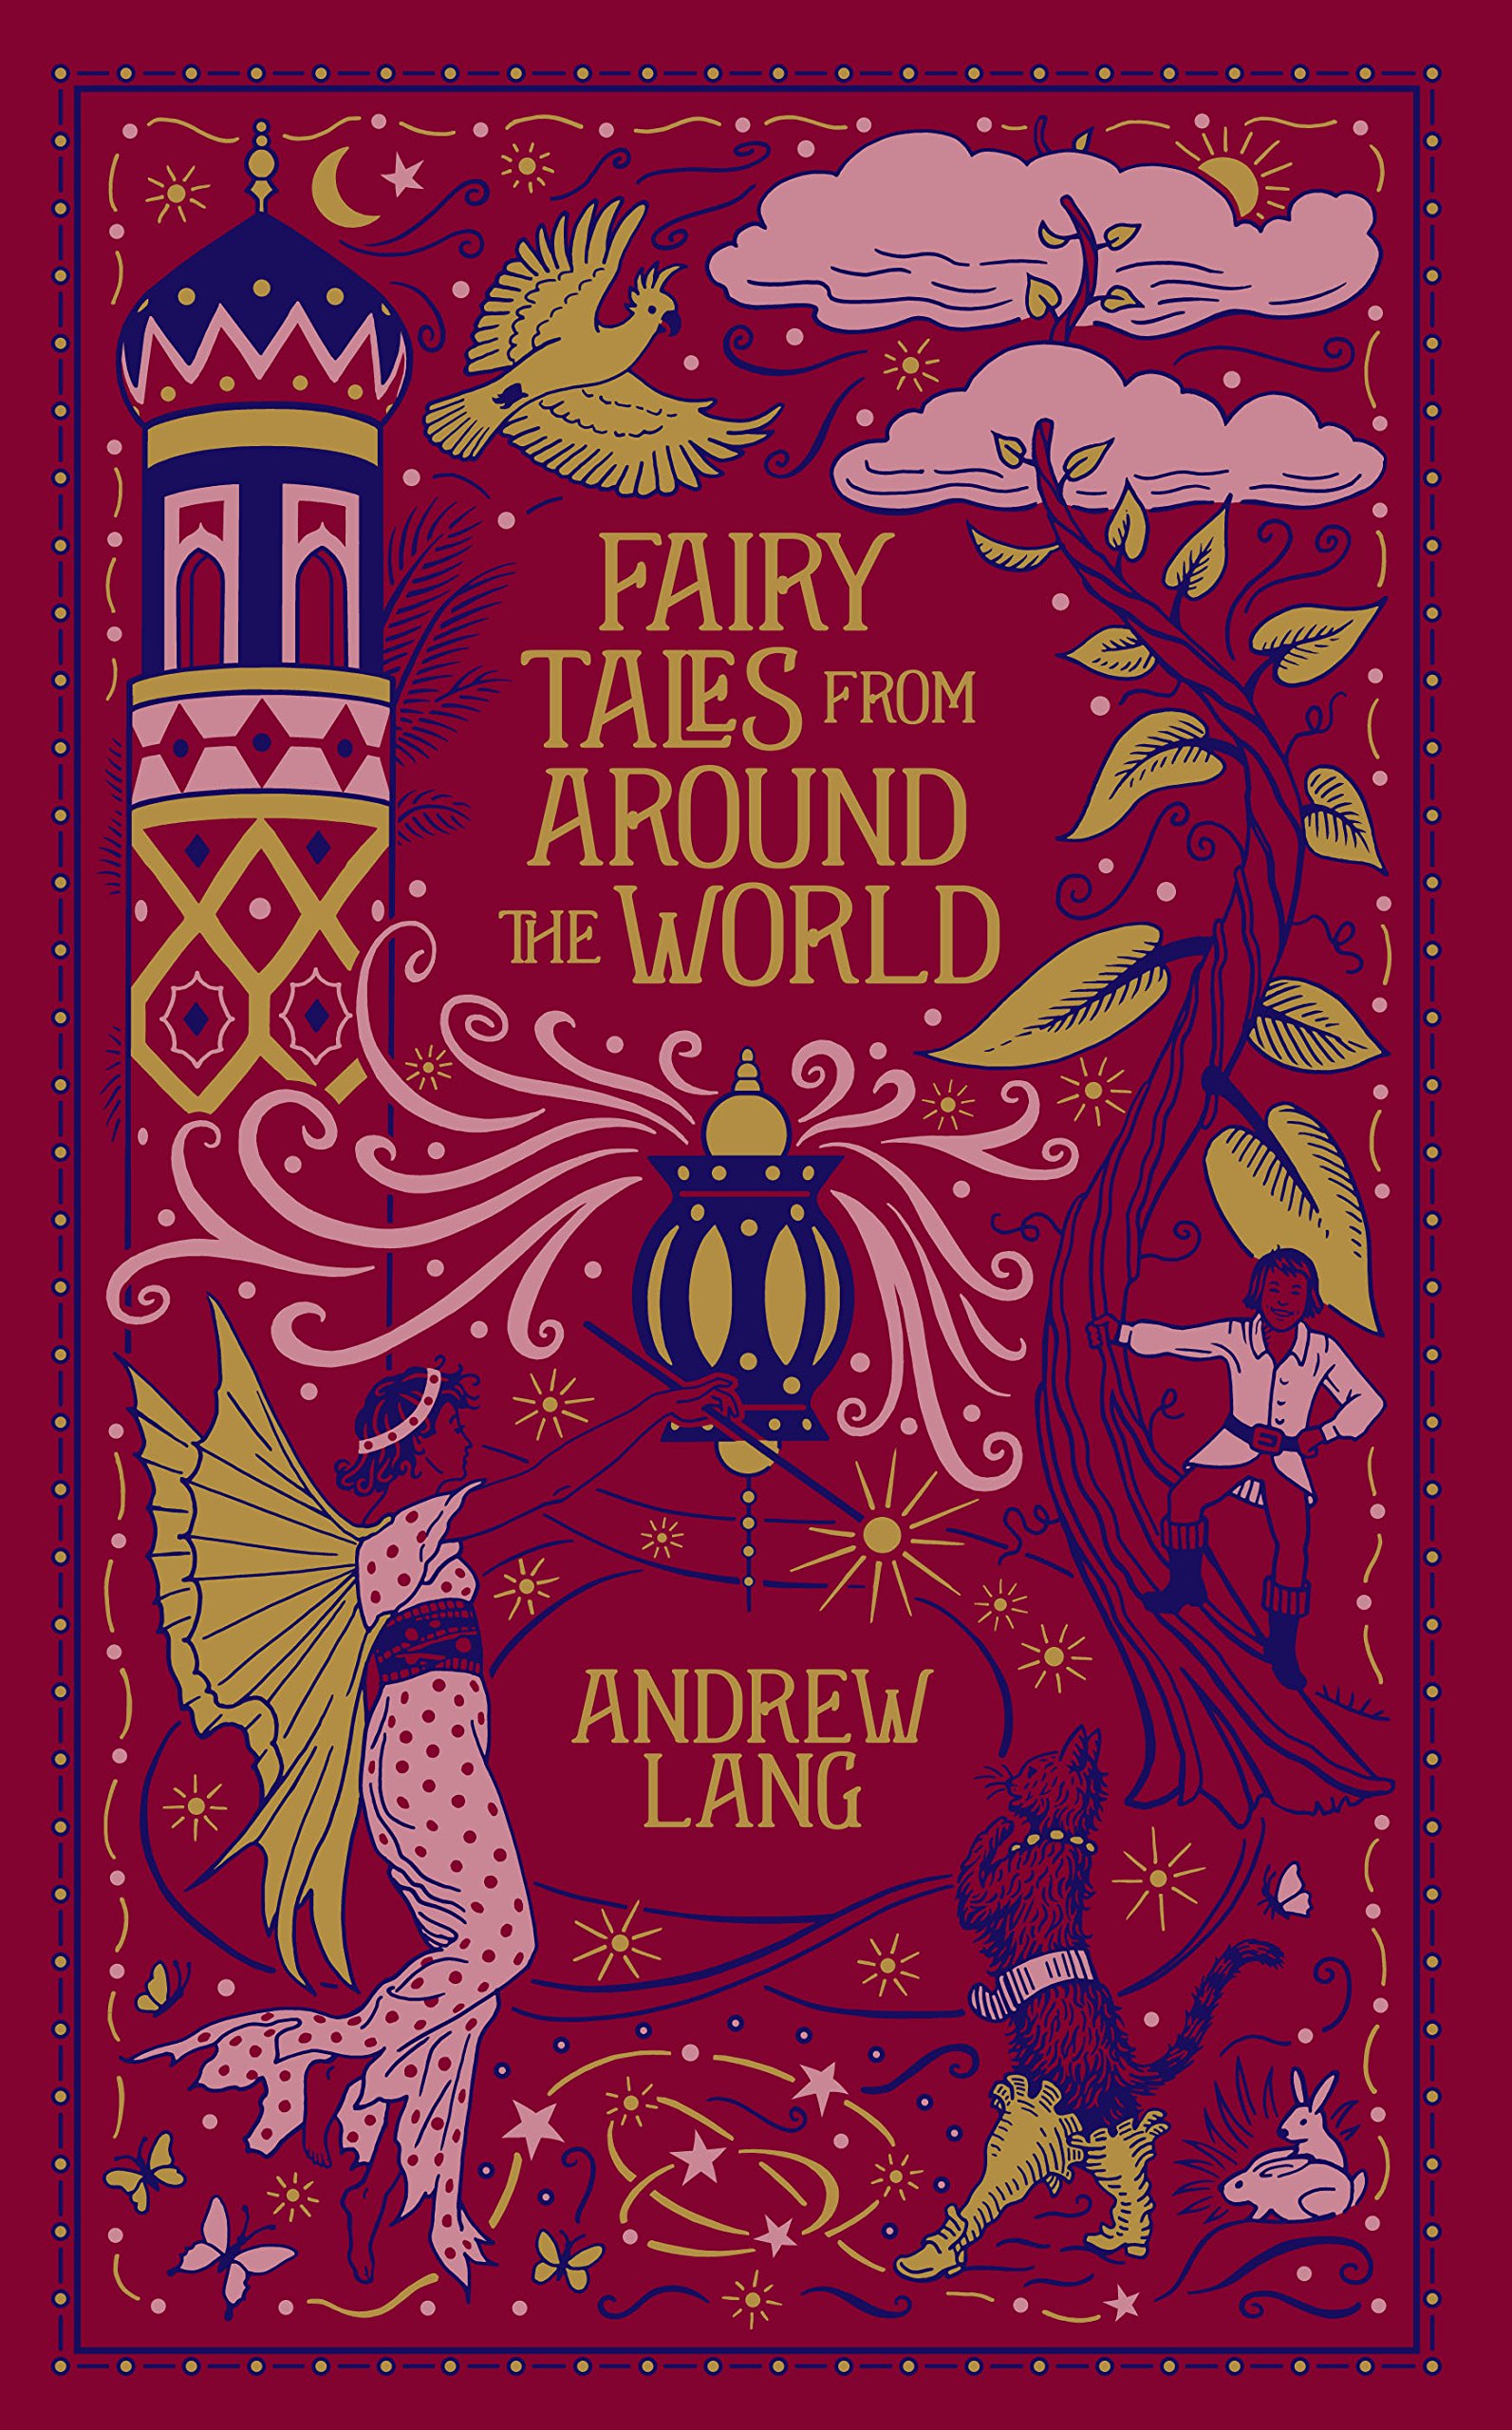 FAIRY
TALES FROM
AROUND
THE WORLD
ANDREW
LANG